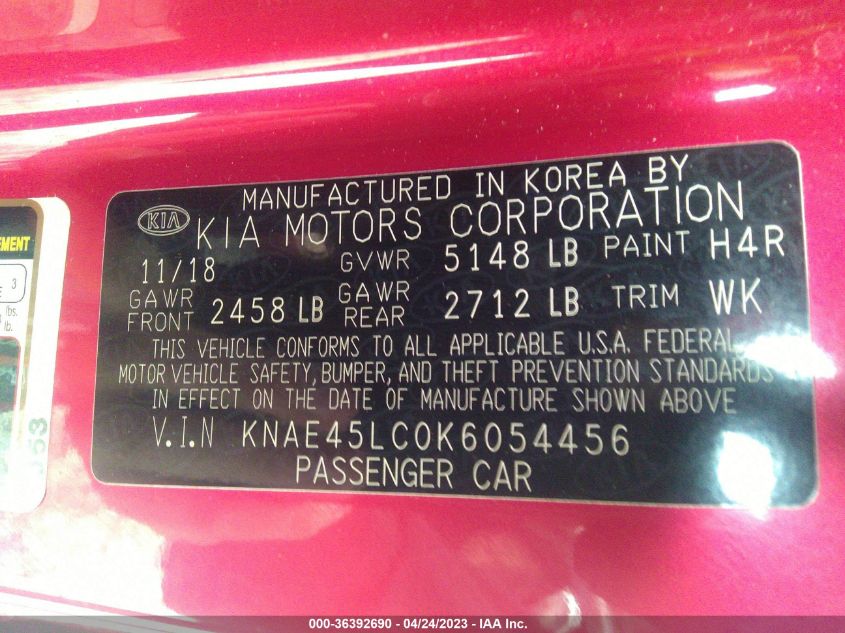 MANUFACTURED IN KOREA BY
KIA KIA MOTORS CORPORATION
11/18 GVWR 5148 LB PAINT H4R
GAWR FRONT 2458 LB GAWR REAR 2712 LB TRIM WK
THIS VEHICLE CONFORMS TO ALL APPLICABLE U.S.A. FEDERAL
MOTOR VEHICLE SAFETY, BUMPER, AND THEFT PREVENTION STANDARDS
IN EFFECT ON THE DATE OF MANUFACTURE SHOWN ABOVE
V.I.N KNAE45LC0K6054456
PASSENGER CAR
3
lbs.
lb.
000-36392690 - 04/24/2023 - IAA Inc.